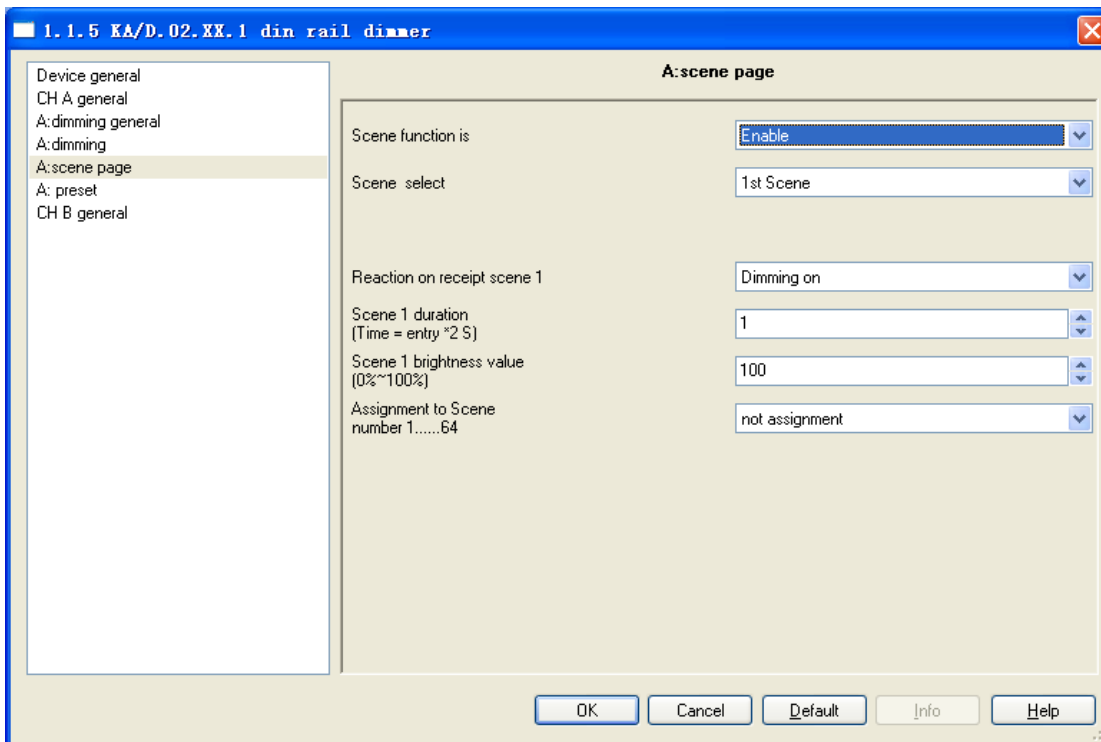 1.1.5 KA/D.02.XX.1 din rail dimmer
Device general
CH A general
A:dimming general
A:dimming
A:scene page
A: preset
CH B general
A:scene page
Scene function is
Enable
Scene select
1st Scene
Reaction on receipt scene 1
Dimming on
Scene 1 duration
(Time = entry *2 S)
1
Scene 1 brightness value
(0%~100%)
100
Assignment to Scene
number 1......64
not assignment
OK
Cancel
Default
Info
Help